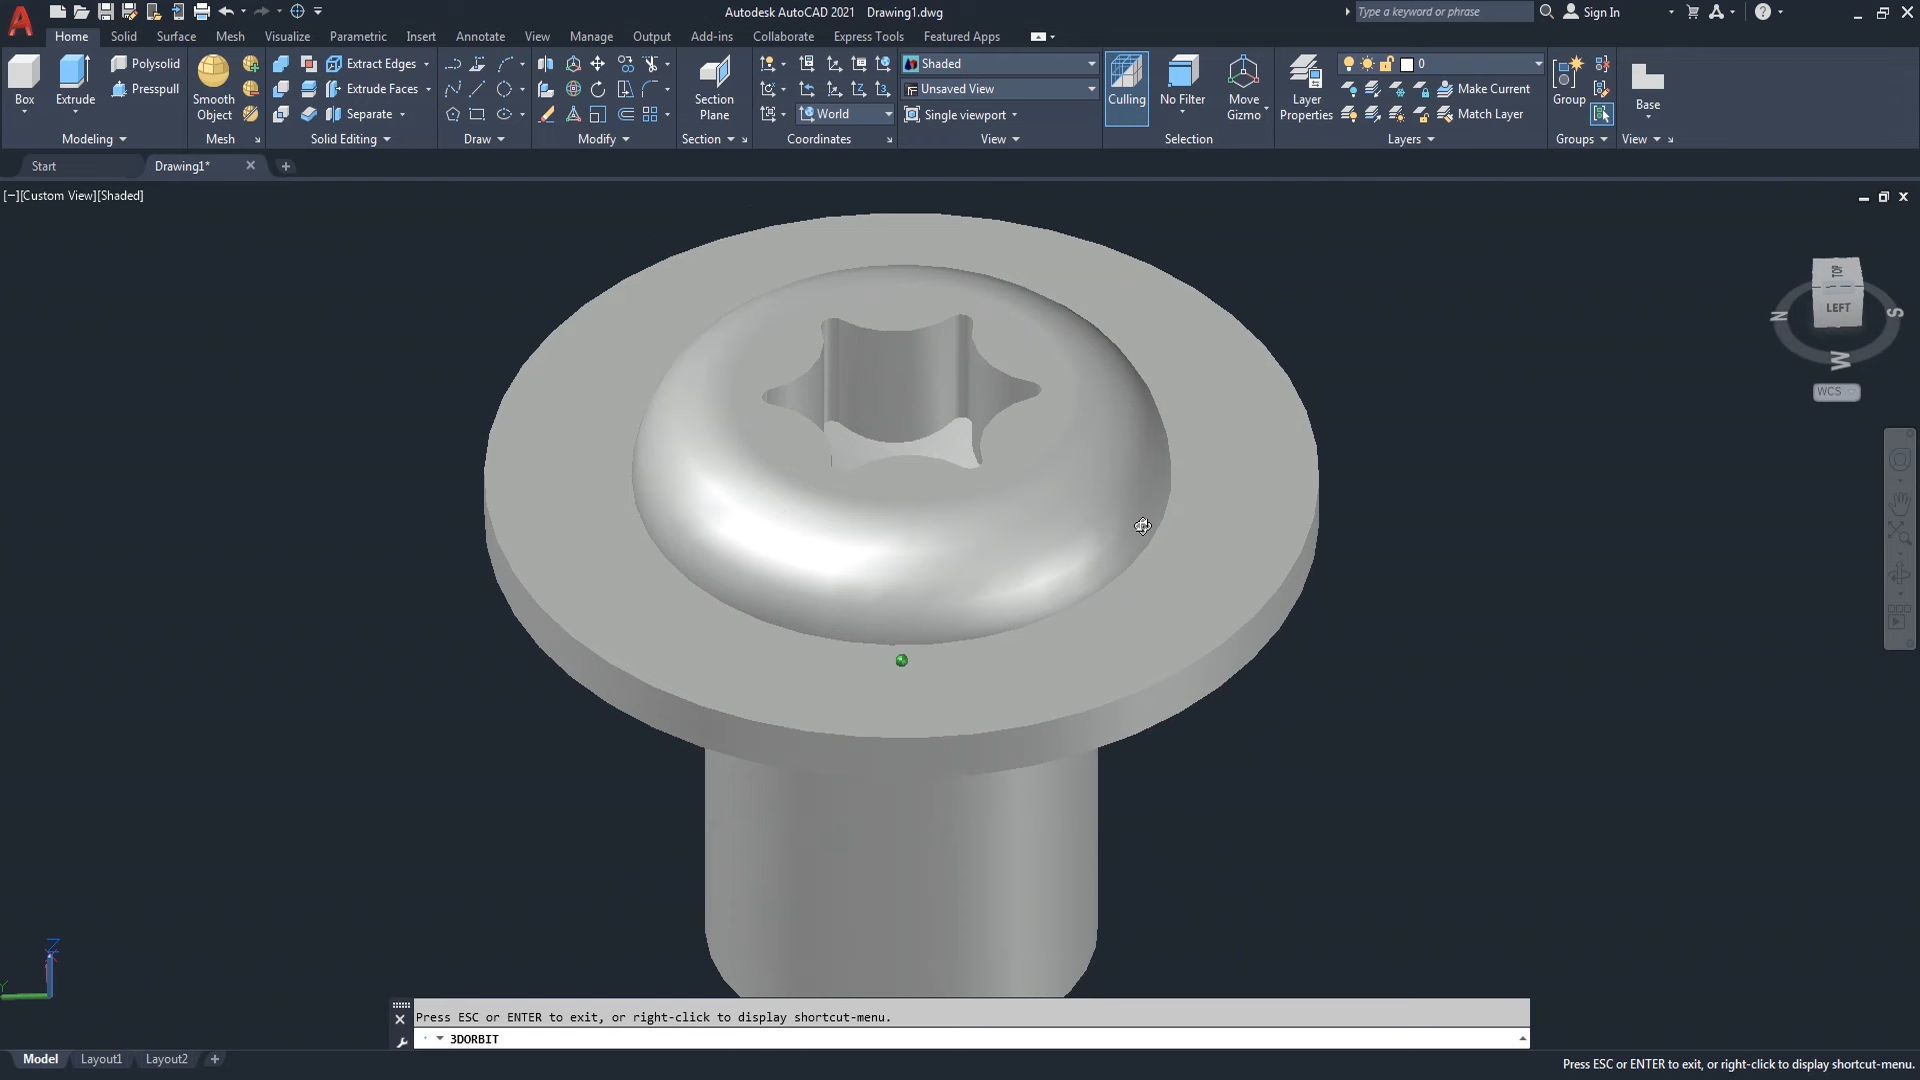 Autodesk AutoCAD 2021 Drawing1.dwg
Type a keyword or phrase
Sign In
Home Solid Surface Mesh Visualize Parametric Insert Annotate View Manage Output Add-ins Collaborate Express Tools Featured Apps
Box
Extrude
Polysolid
Presspull
Modeling
Smooth
Object
Mesh
Extract Edges
Extrude Faces
Separate
Solid Editing
Draw
Modify
Section
Plane
Section
World
Coordinates
Shaded
Unsaved View
Single viewport
View
Culling
No Filter
Move
Gizmo
Selection
Layer
Properties
0
Make Current
Match Layer
Layers
Group
Groups
Base
View
Start
Drawing1*
[−][Custom View][Shaded]
TOP
LEFT
N
S
W
WCS
Z
Y
Press ESC or ENTER to exit, or right-click to display shortcut-menu.
3DORBIT
Model Layout1 Layout2
Press ESC or ENTER to exit, or right-click to display shortcut-menu.